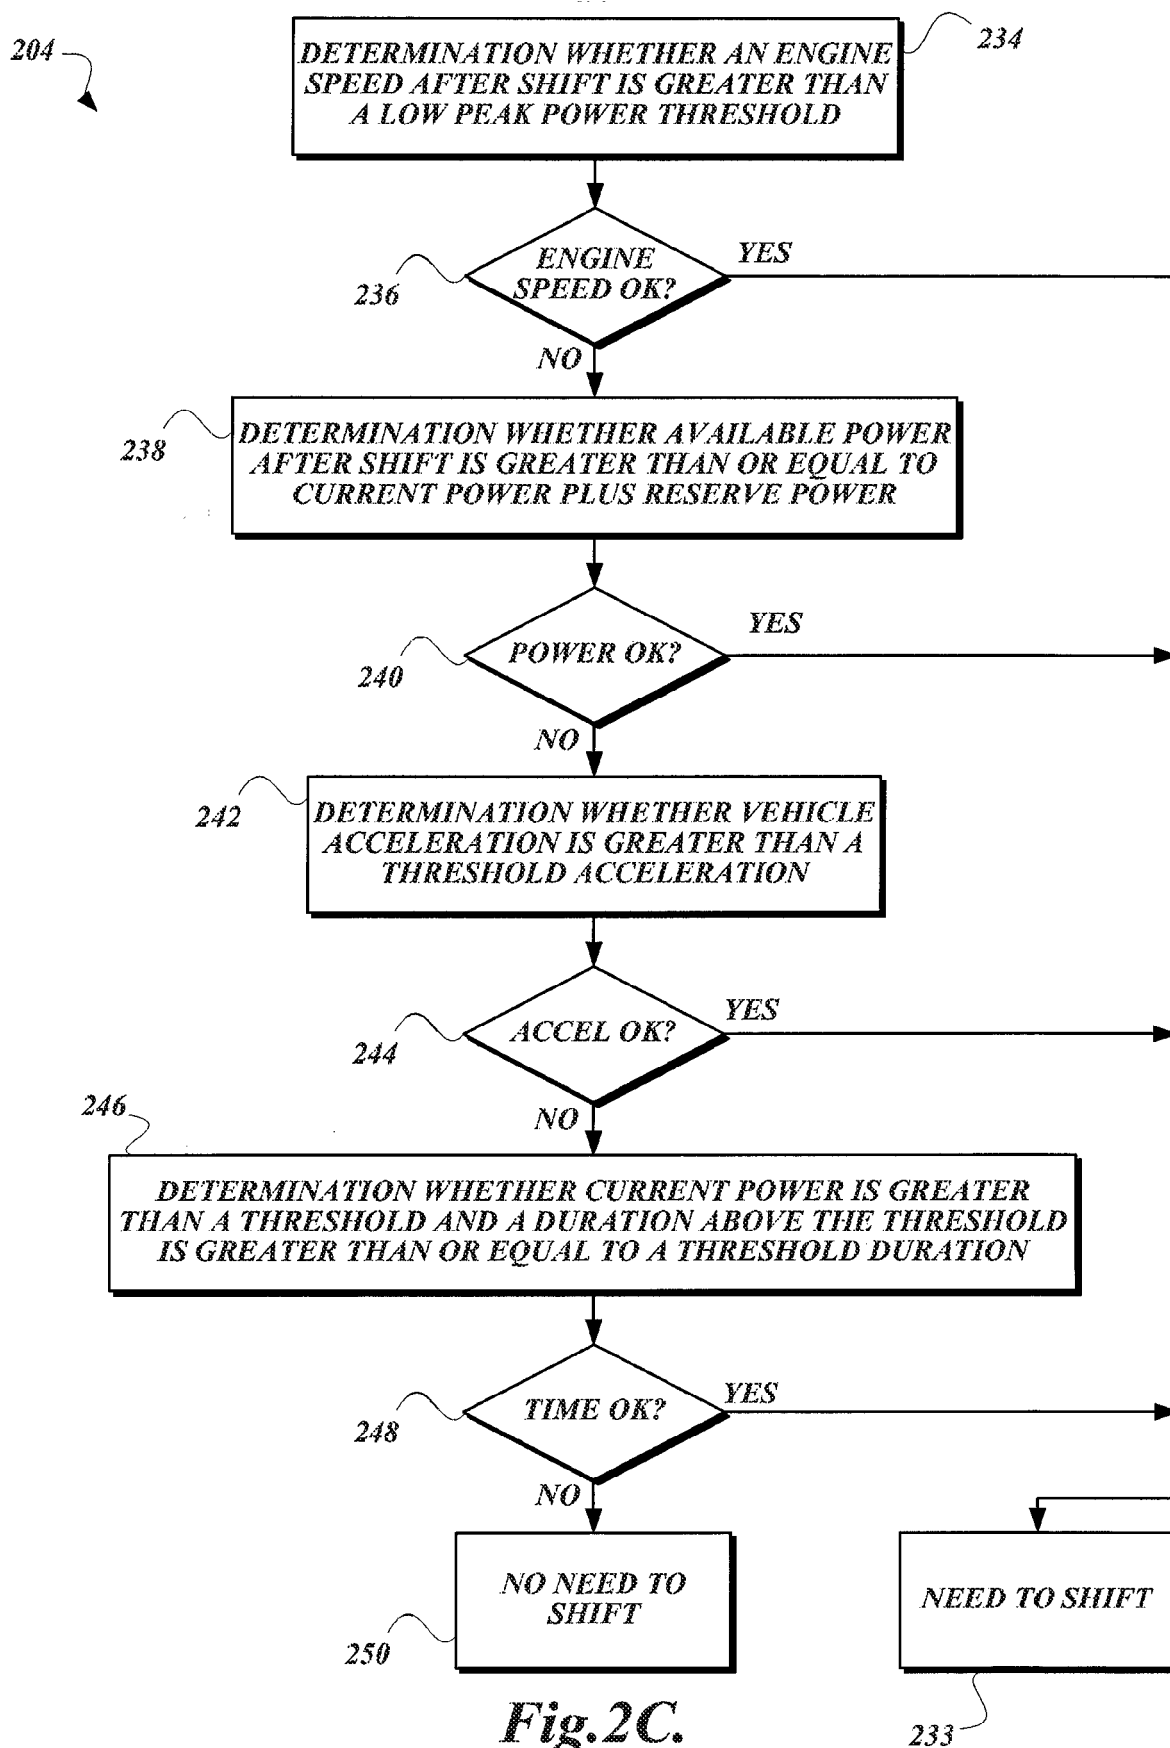 204
234
DETERMINATION WHETHER AN ENGINE
SPEED AFTER SHIFT IS GREATER THAN
A LOW PEAK POWER THRESHOLD
236
ENGINE
SPEED OK?
YES
NO
238
DETERMINATION WHETHER AVAILABLE POWER
AFTER SHIFT IS GREATER THAN OR EQUAL TO
CURRENT POWER PLUS RESERVE POWER
240
POWER OK?
YES
NO
242
DETERMINATION WHETHER VEHICLE
ACCELERATION IS GREATER THAN A
THRESHOLD ACCELERATION
244
ACCEL OK?
YES
NO
246
DETERMINATION WHETHER CURRENT POWER IS GREATER
THAN A THRESHOLD AND A DURATION ABOVE THE THRESHOLD
IS GREATER THAN OR EQUAL TO A THRESHOLD DURATION
248
TIME OK?
YES
NO
NO NEED TO
SHIFT
250
NEED TO SHIFT
233
Fig.2C.